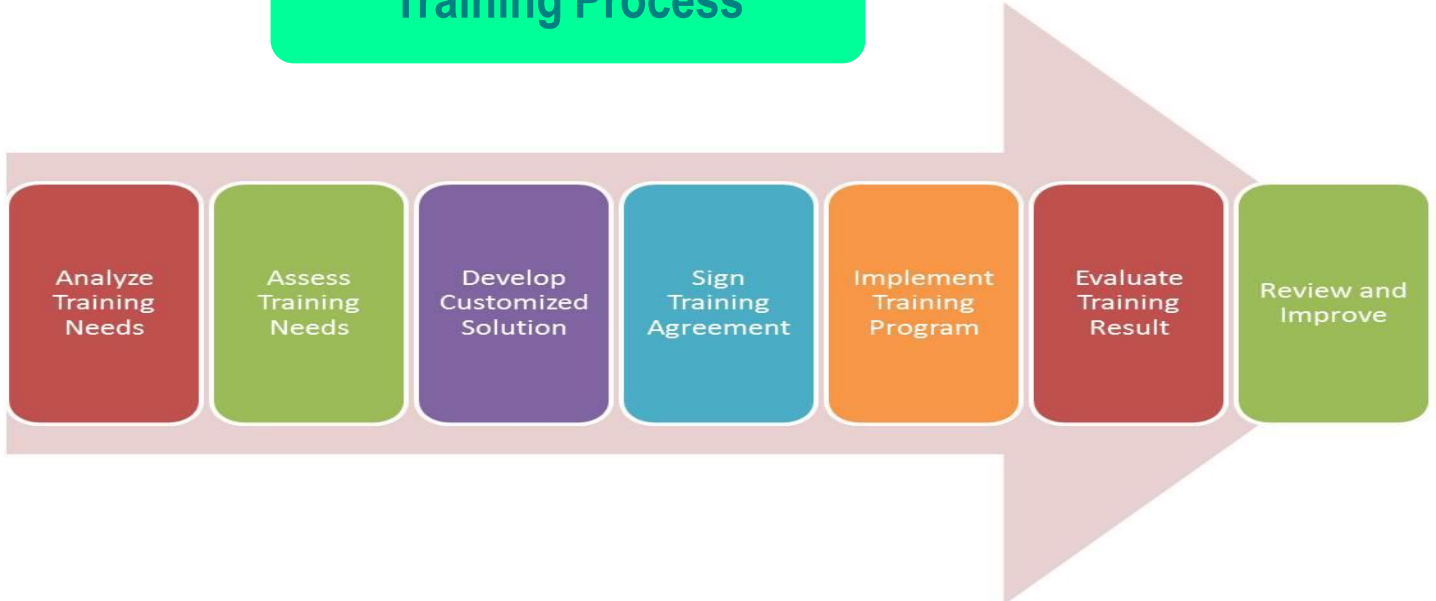 Training Process
Analyze
Training
Needs
Assess
Training
Needs
Develop
Customized
Solution
Sign
Training
Agreement
Implement
Training
Program
Evaluate
Training
Result
Review and
Improve